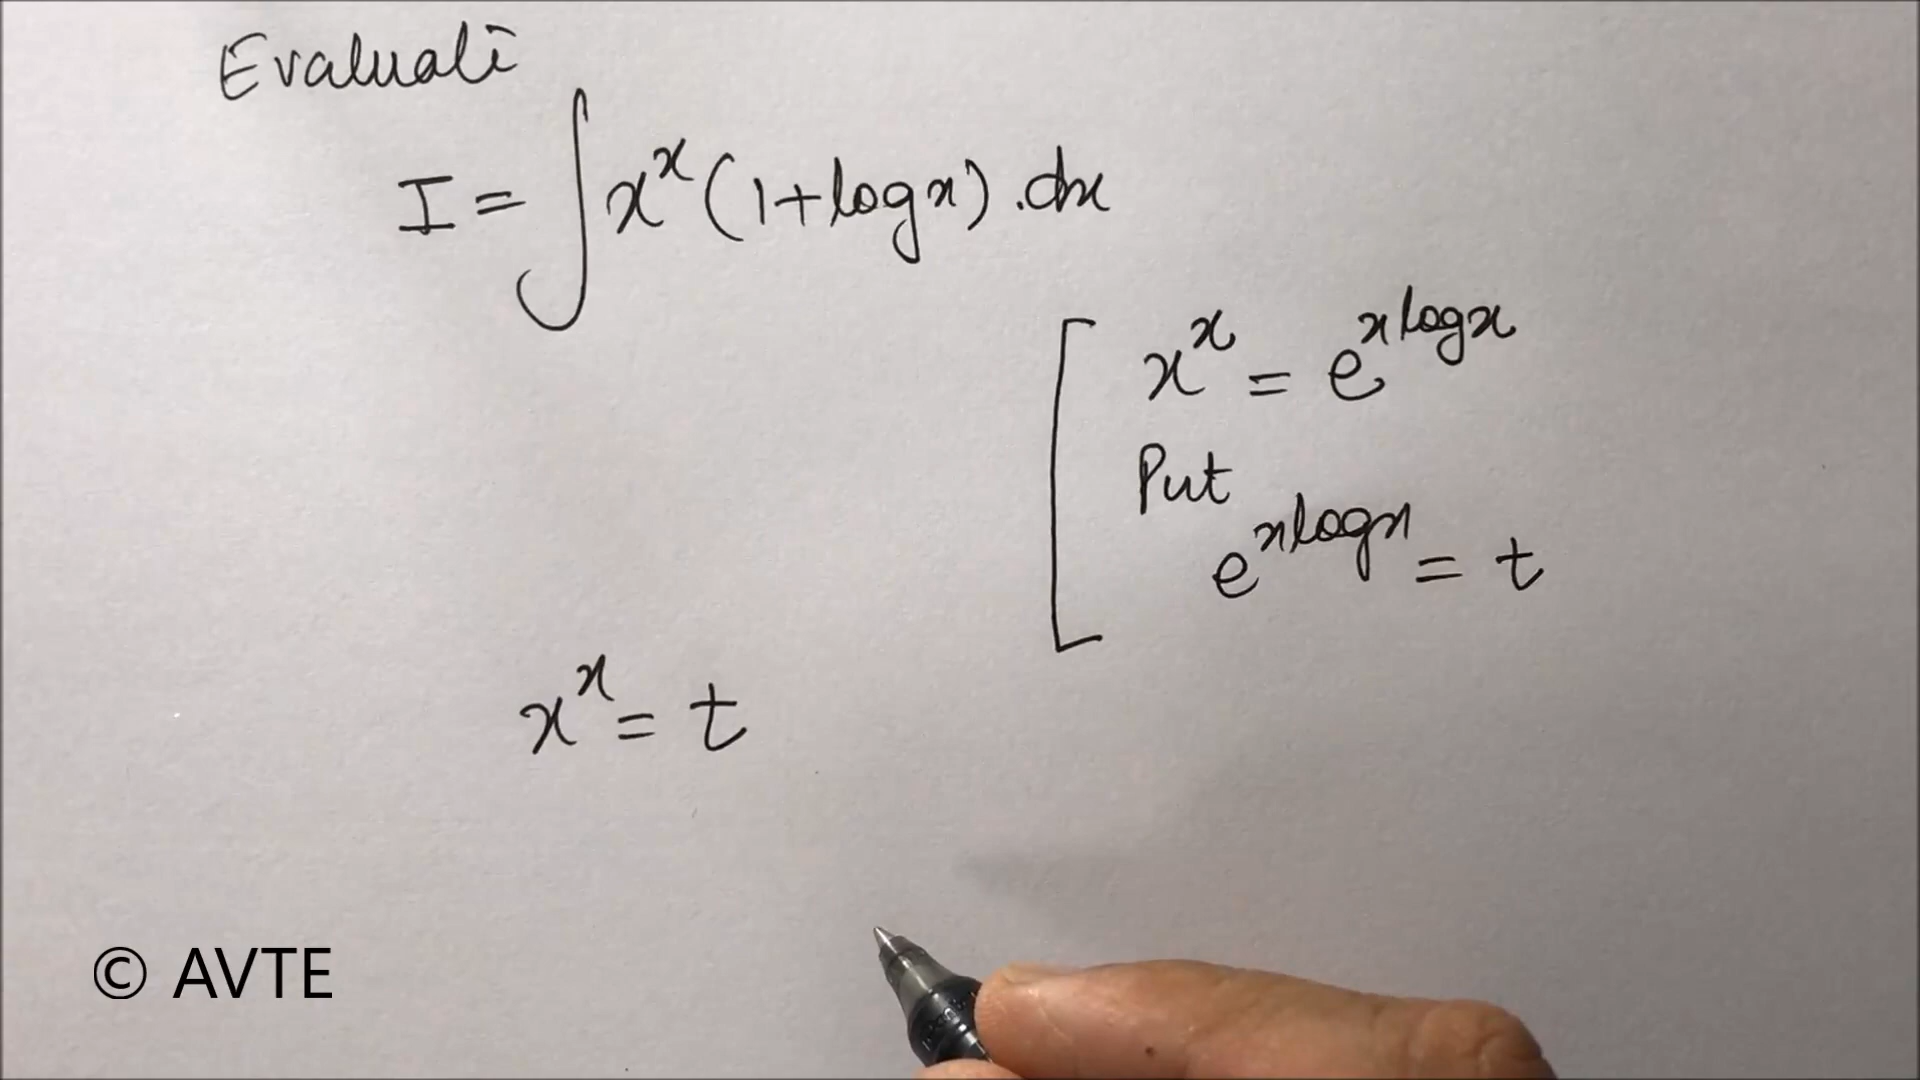 Evaluate
I = ∫ x^x (1+log x) .dx
x^x = e^{x log x}
Put
e^{x log x} = t
x^x = t
© AVTE